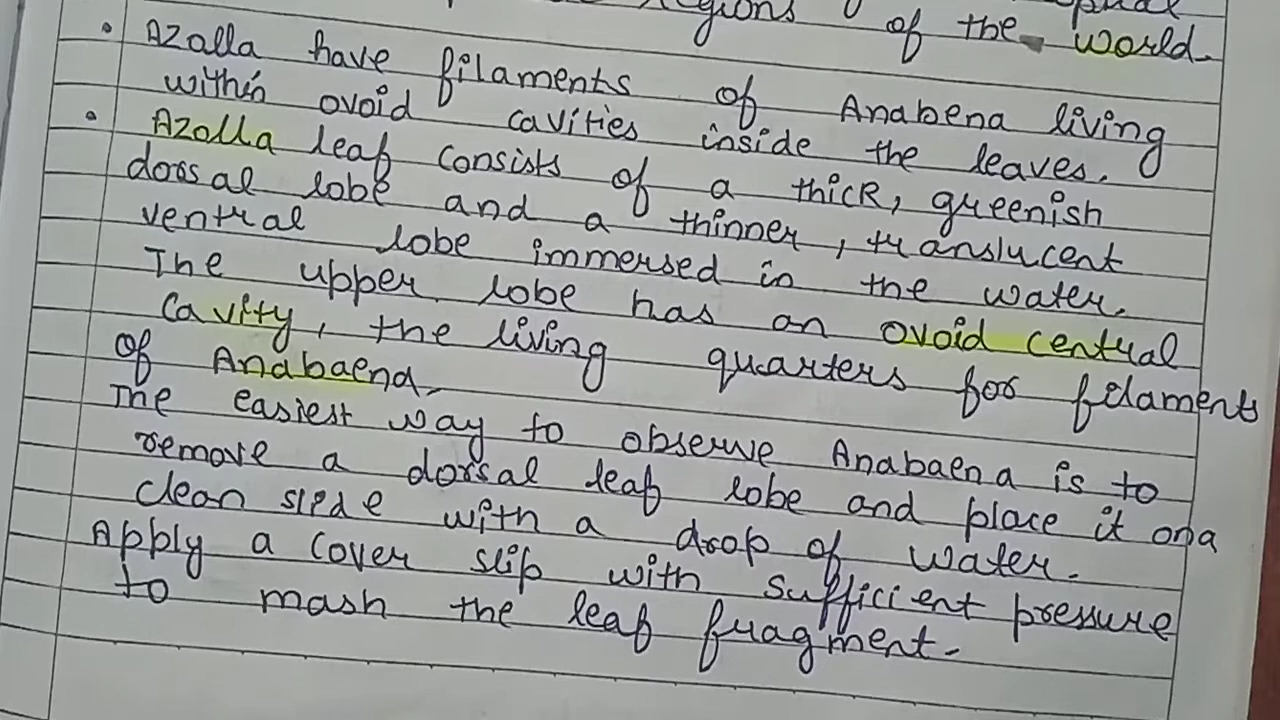 regions of the world.
• Azalla have filaments of Anabena living
within ovoid cavities inside the leaves.
• Azolla leaf consists of a thick, greenish
dorsal lobe and a thinner, translucent
ventral lobe immersed in the water.
The upper lobe has an ovoid central
Cavity, the living quarters for filaments
of Anabaena.
The easiest way to observe Anabaena is to
remove a dorsal leaf lobe and place it on a
clean slide with a drop of water.
Apply a cover slip with sufficient pressure
to mash the leaf fragment.